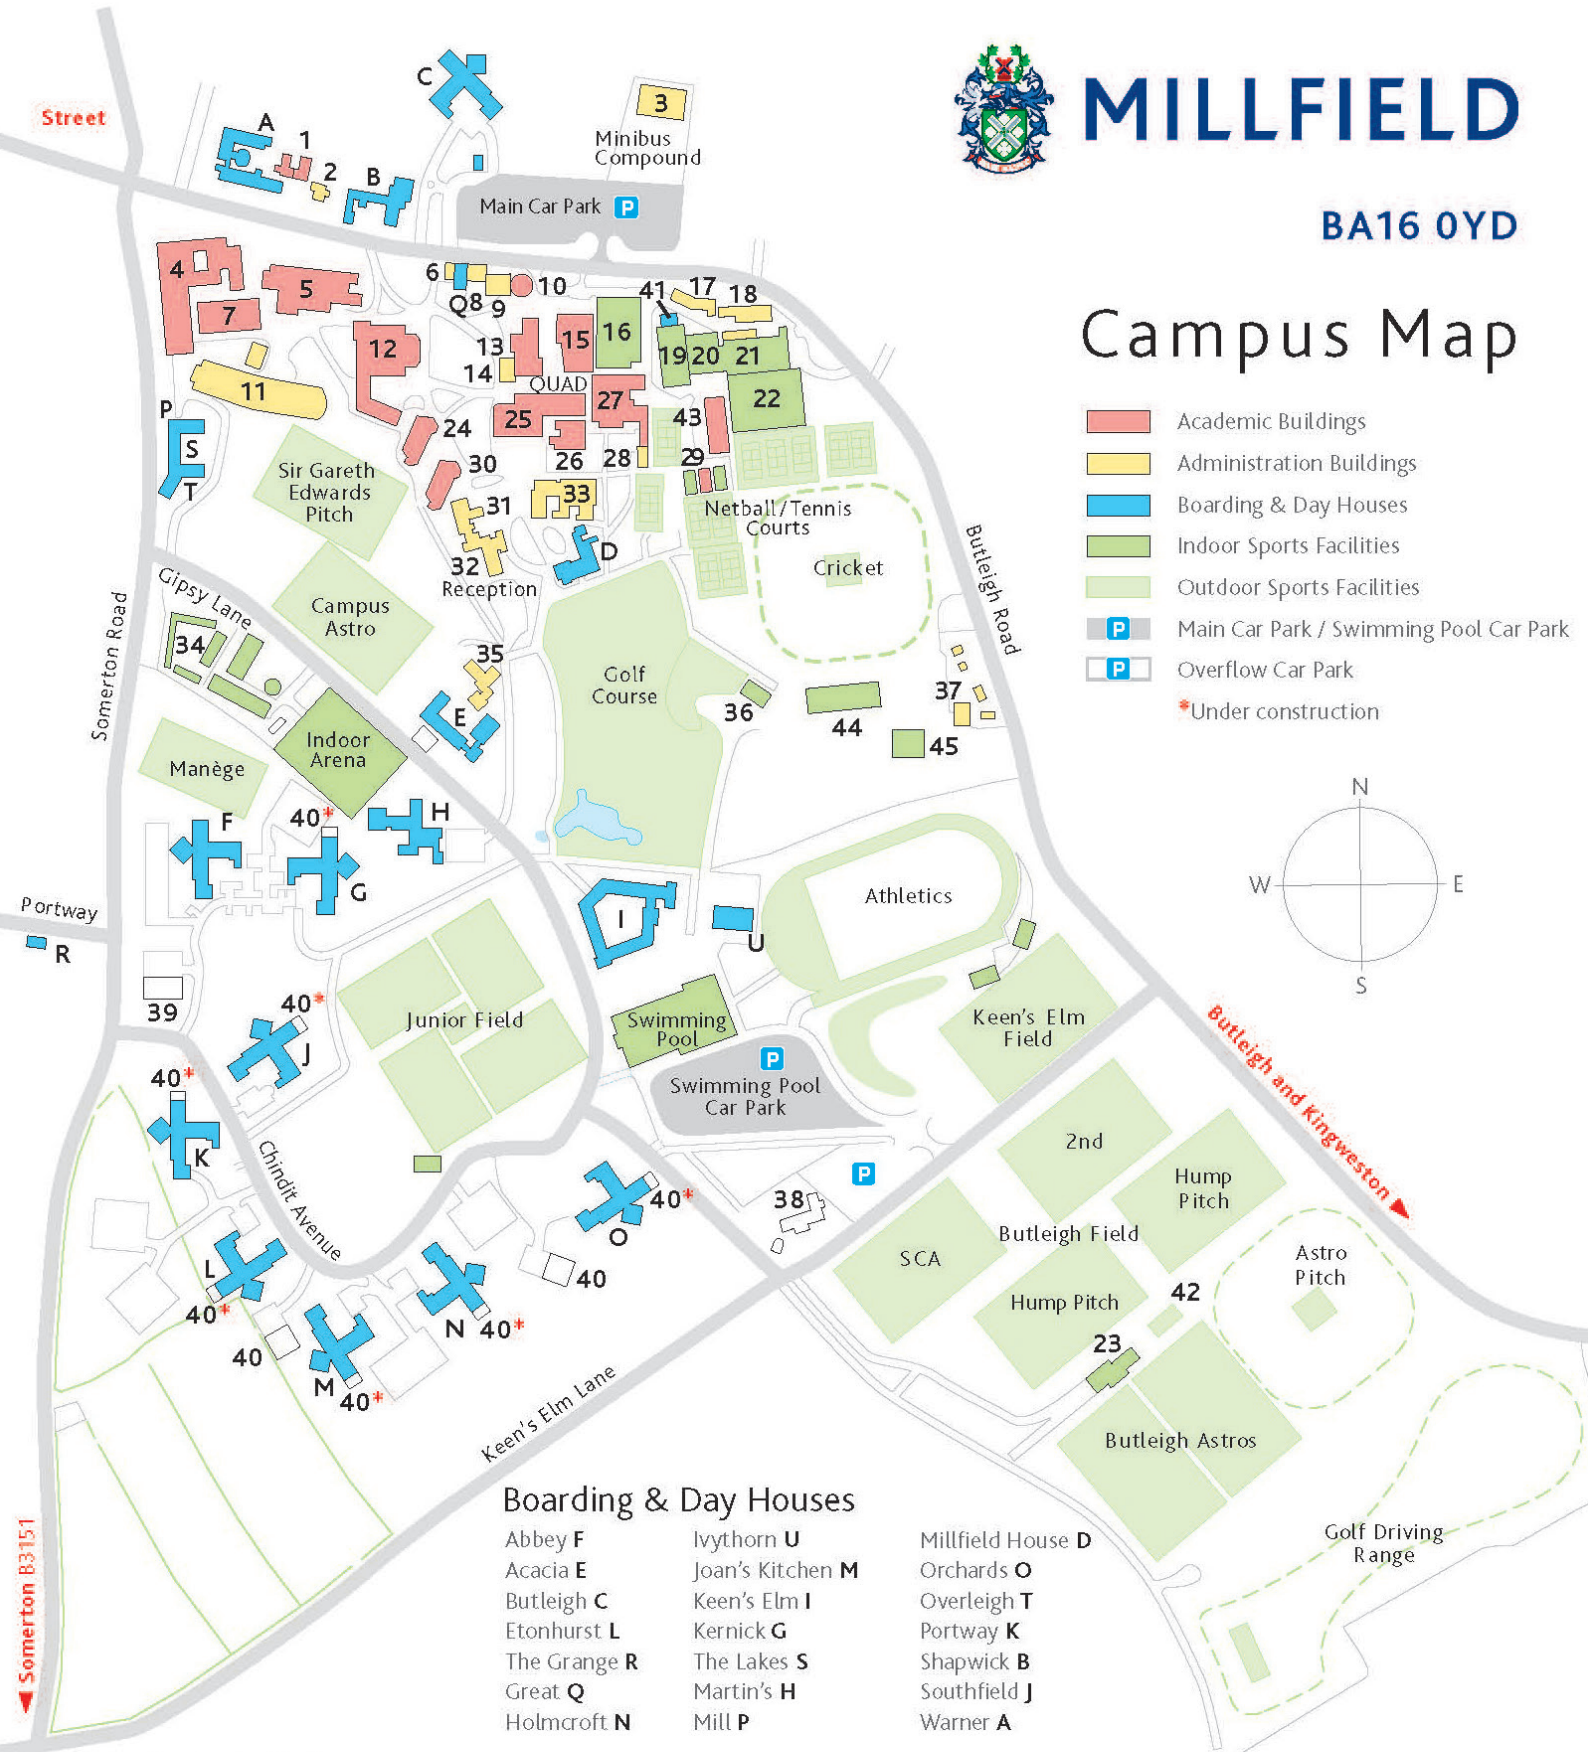 MILLFIELD
BA16 0YD
Campus Map
Academic Buildings
Administration Buildings
Boarding & Day Houses
Indoor Sports Facilities
Outdoor Sports Facilities
P Main Car Park / Swimming Pool Car Park
P Overflow Car Park
*Under construction
N
W
E
S
Street
C
3
Minibus
Compound
A
1
2
B
Main Car Park P
4
5
6
Q8
9
10
41
17
18
7
12
13
14
15
16
19
20
21
QUAD
11
22
P
S
T
24
25
27
43
26
28
29
30
Sir Gareth
Edwards
Pitch
31
33
Netball/Tennis
Courts
32
Reception
D
Cricket
Butleigh Road
Gipsy Lane
Somerton Road
Campus
Astro
34
35
Golf
Course
E
36
44
37
45
Indoor
Arena
Manège
40*
F
H
G
Athletics
Portway
R
I
U
39
40*
J
Junior Field
Swimming
Pool
P
Swimming Pool
Car Park
Keen's Elm
Field
Butleigh and Kingweston
40*
K
Chindit Avenue
2nd
Hump
Pitch
P
38
40*
O
Butleigh Field
SCA
Astro
Pitch
L
40*
40
42
Hump Pitch
N 40*
23
40
M 40*
Keen's Elm Lane
Butleigh Astros
Golf Driving
Range
Somerton B3151
Boarding & Day Houses
Abbey F
Acacia E
Butleigh C
Etonhurst L
The Grange R
Great Q
Holmcroft N
Ivythorn U
Joan's Kitchen M
Keen's Elm I
Kernick G
The Lakes S
Martin's H
Mill P
Millfield House D
Orchards O
Overleigh T
Portway K
Shapwick B
Southfield J
Warner A